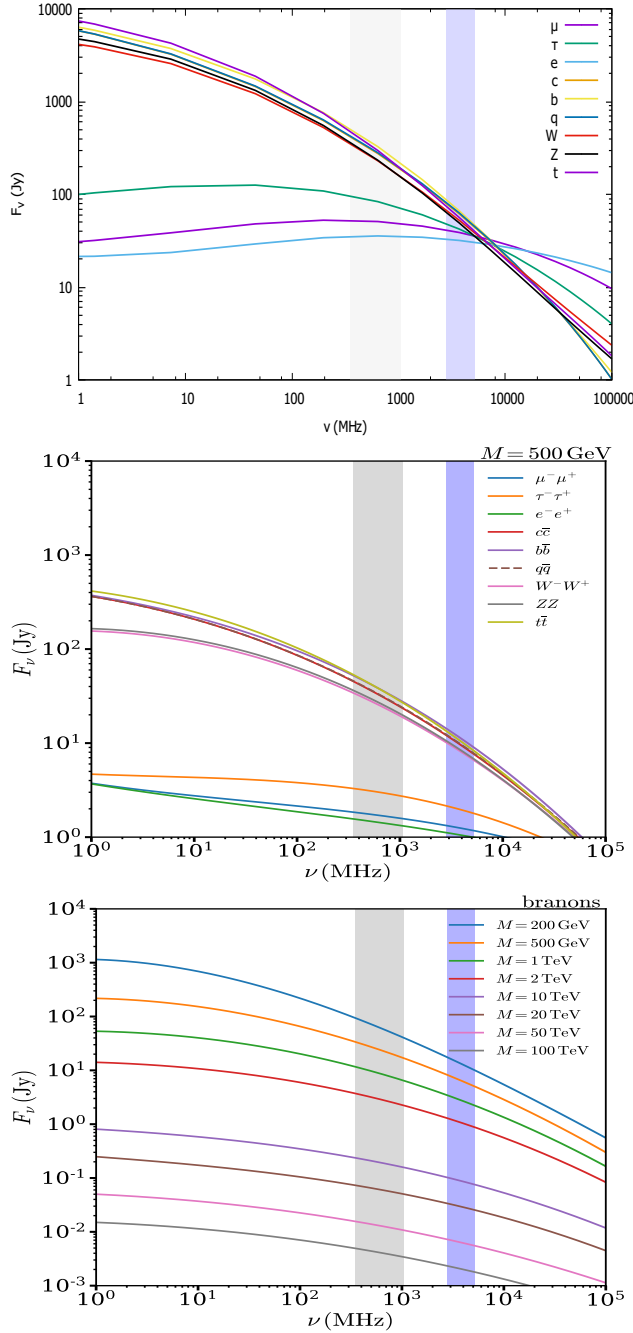 10000
1000
100
10
1
F_ν (Jy)
μ
τ
e
c
b
q
W
Z
t
1 10 100 1000 10000 100000
ν (MHz)
M = 500 GeV
10⁴
10³
10²
10¹
10⁰
F_ν (Jy)
μ⁻μ⁺
τ⁻τ⁺
e⁻e⁺
cc̅
bb̅
qq̅
W⁻W⁺
ZZ
tt̅
10⁰ 10¹ 10² 10³ 10⁴ 10⁵
ν (MHz)
branons
10⁴
10³
10²
10¹
10⁰
10⁻¹
10⁻²
10⁻³
F_ν (Jy)
M = 200 GeV
M = 500 GeV
M = 1 TeV
M = 2 TeV
M = 10 TeV
M = 20 TeV
M = 50 TeV
M = 100 TeV
10⁰ 10¹ 10² 10³ 10⁴ 10⁵
ν (MHz)